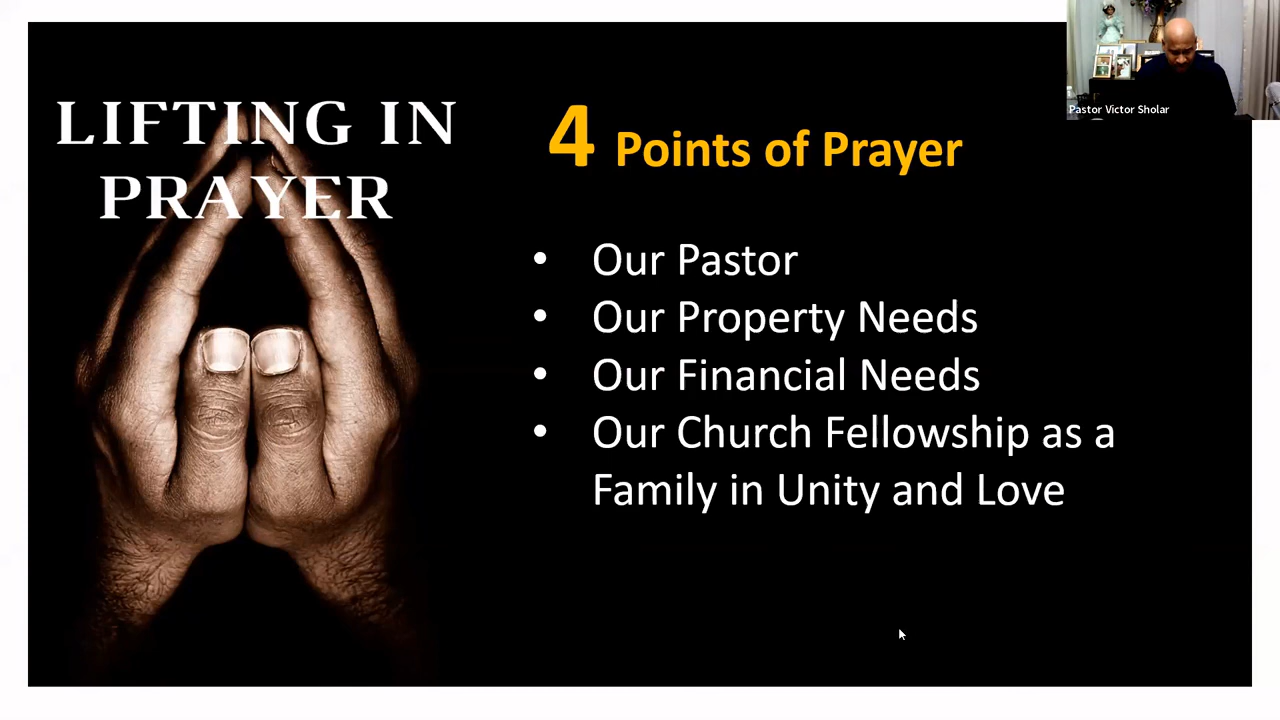 LIFTING IN
PRAYER
4 Points of Prayer
• Our Pastor
• Our Property Needs
• Our Financial Needs
• Our Church Fellowship as a
Family in Unity and Love
Pastor Victor Sholar